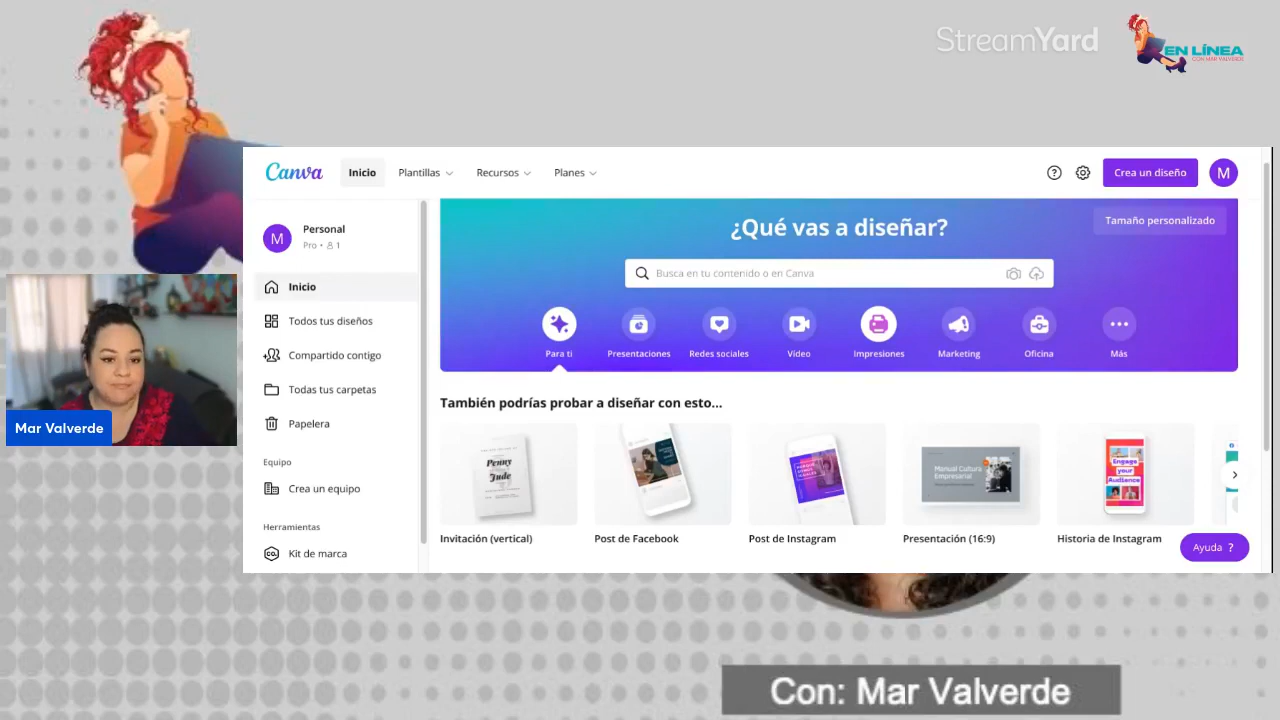 StreamYard
EN LÍNEA
CON MAR VALVERDE
Canva
Inicio
Plantillas
Recursos
Planes
Crea un diseño
M
M
Personal
Pro • 1
Inicio
Todos tus diseños
Compartido contigo
Todas tus carpetas
Papelera
Equipo
Crea un equipo
Herramientas
Kit de marca
¿Qué vas a diseñar?
Tamaño personalizado
Busca en tu contenido o en Canva
Para ti
Presentaciones
Redes sociales
Vídeo
Impresiones
Marketing
Oficina
Más
También podrías probar a diseñar con esto...
Penny
Jude
Manual Cultura
Empresarial
Engage
your
Audience
Invitación (vertical)
Post de Facebook
Post de Instagram
Presentación (16:9)
Historia de Instagram
Ayuda ?
Mar Valverde
Con: Mar Valverde